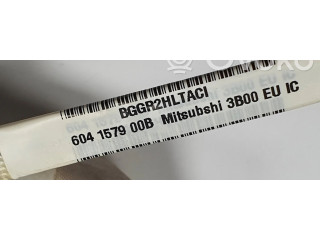 BGGR2HLTACI
604 1579 00B Mitsubshi 3B00 EU IC